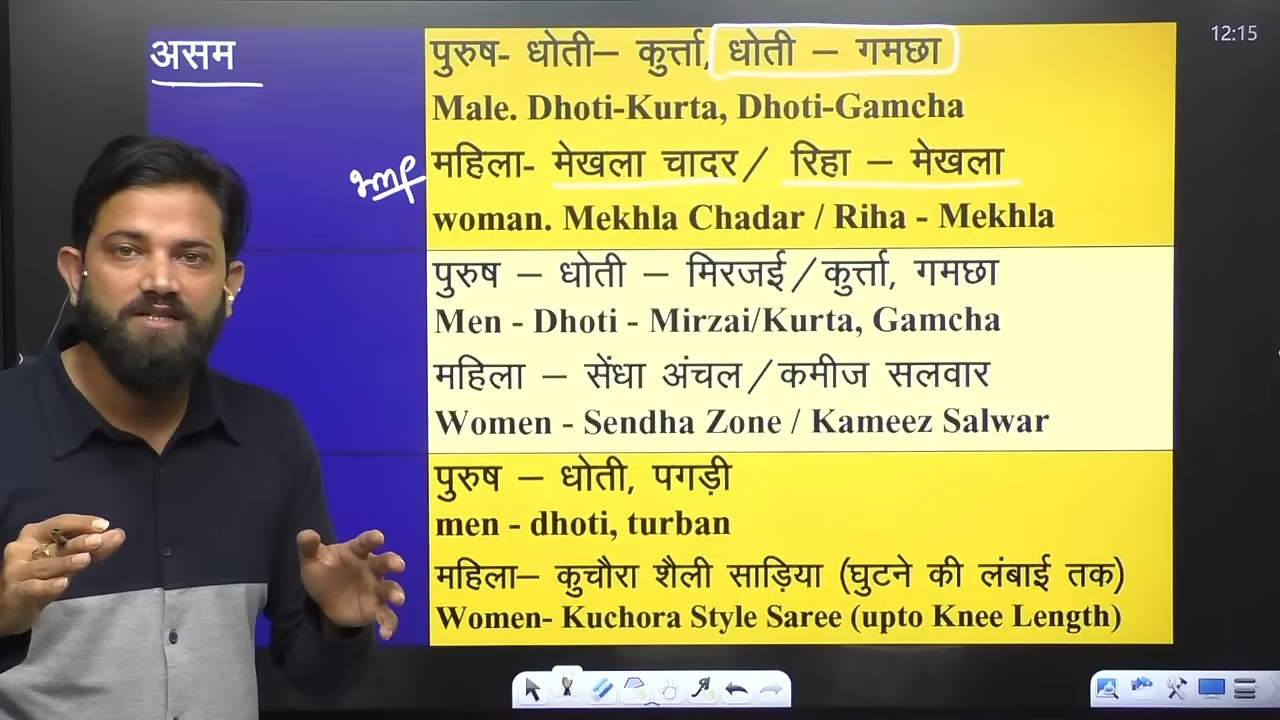 असम
पुरुष- धोती– कुर्त्ता, धोती – गमछा
Male. Dhoti-Kurta, Dhoti-Gamcha
imp
महिला- मेखला चादर/ रिहा – मेखला
woman. Mekhla Chadar / Riha - Mekhla
पुरुष – धोती – मिरजई/कुर्त्ता, गमछा
Men - Dhoti - Mirzai/Kurta, Gamcha
महिला – सेंधा अंचल/कमीज सलवार
Women - Sendha Zone / Kameez Salwar
पुरुष – धोती, पगड़ी
men - dhoti, turban
महिला– कुचौरा शैली साड़िया (घुटने की लंबाई तक)
Women- Kuchora Style Saree (upto Knee Length)
12:15